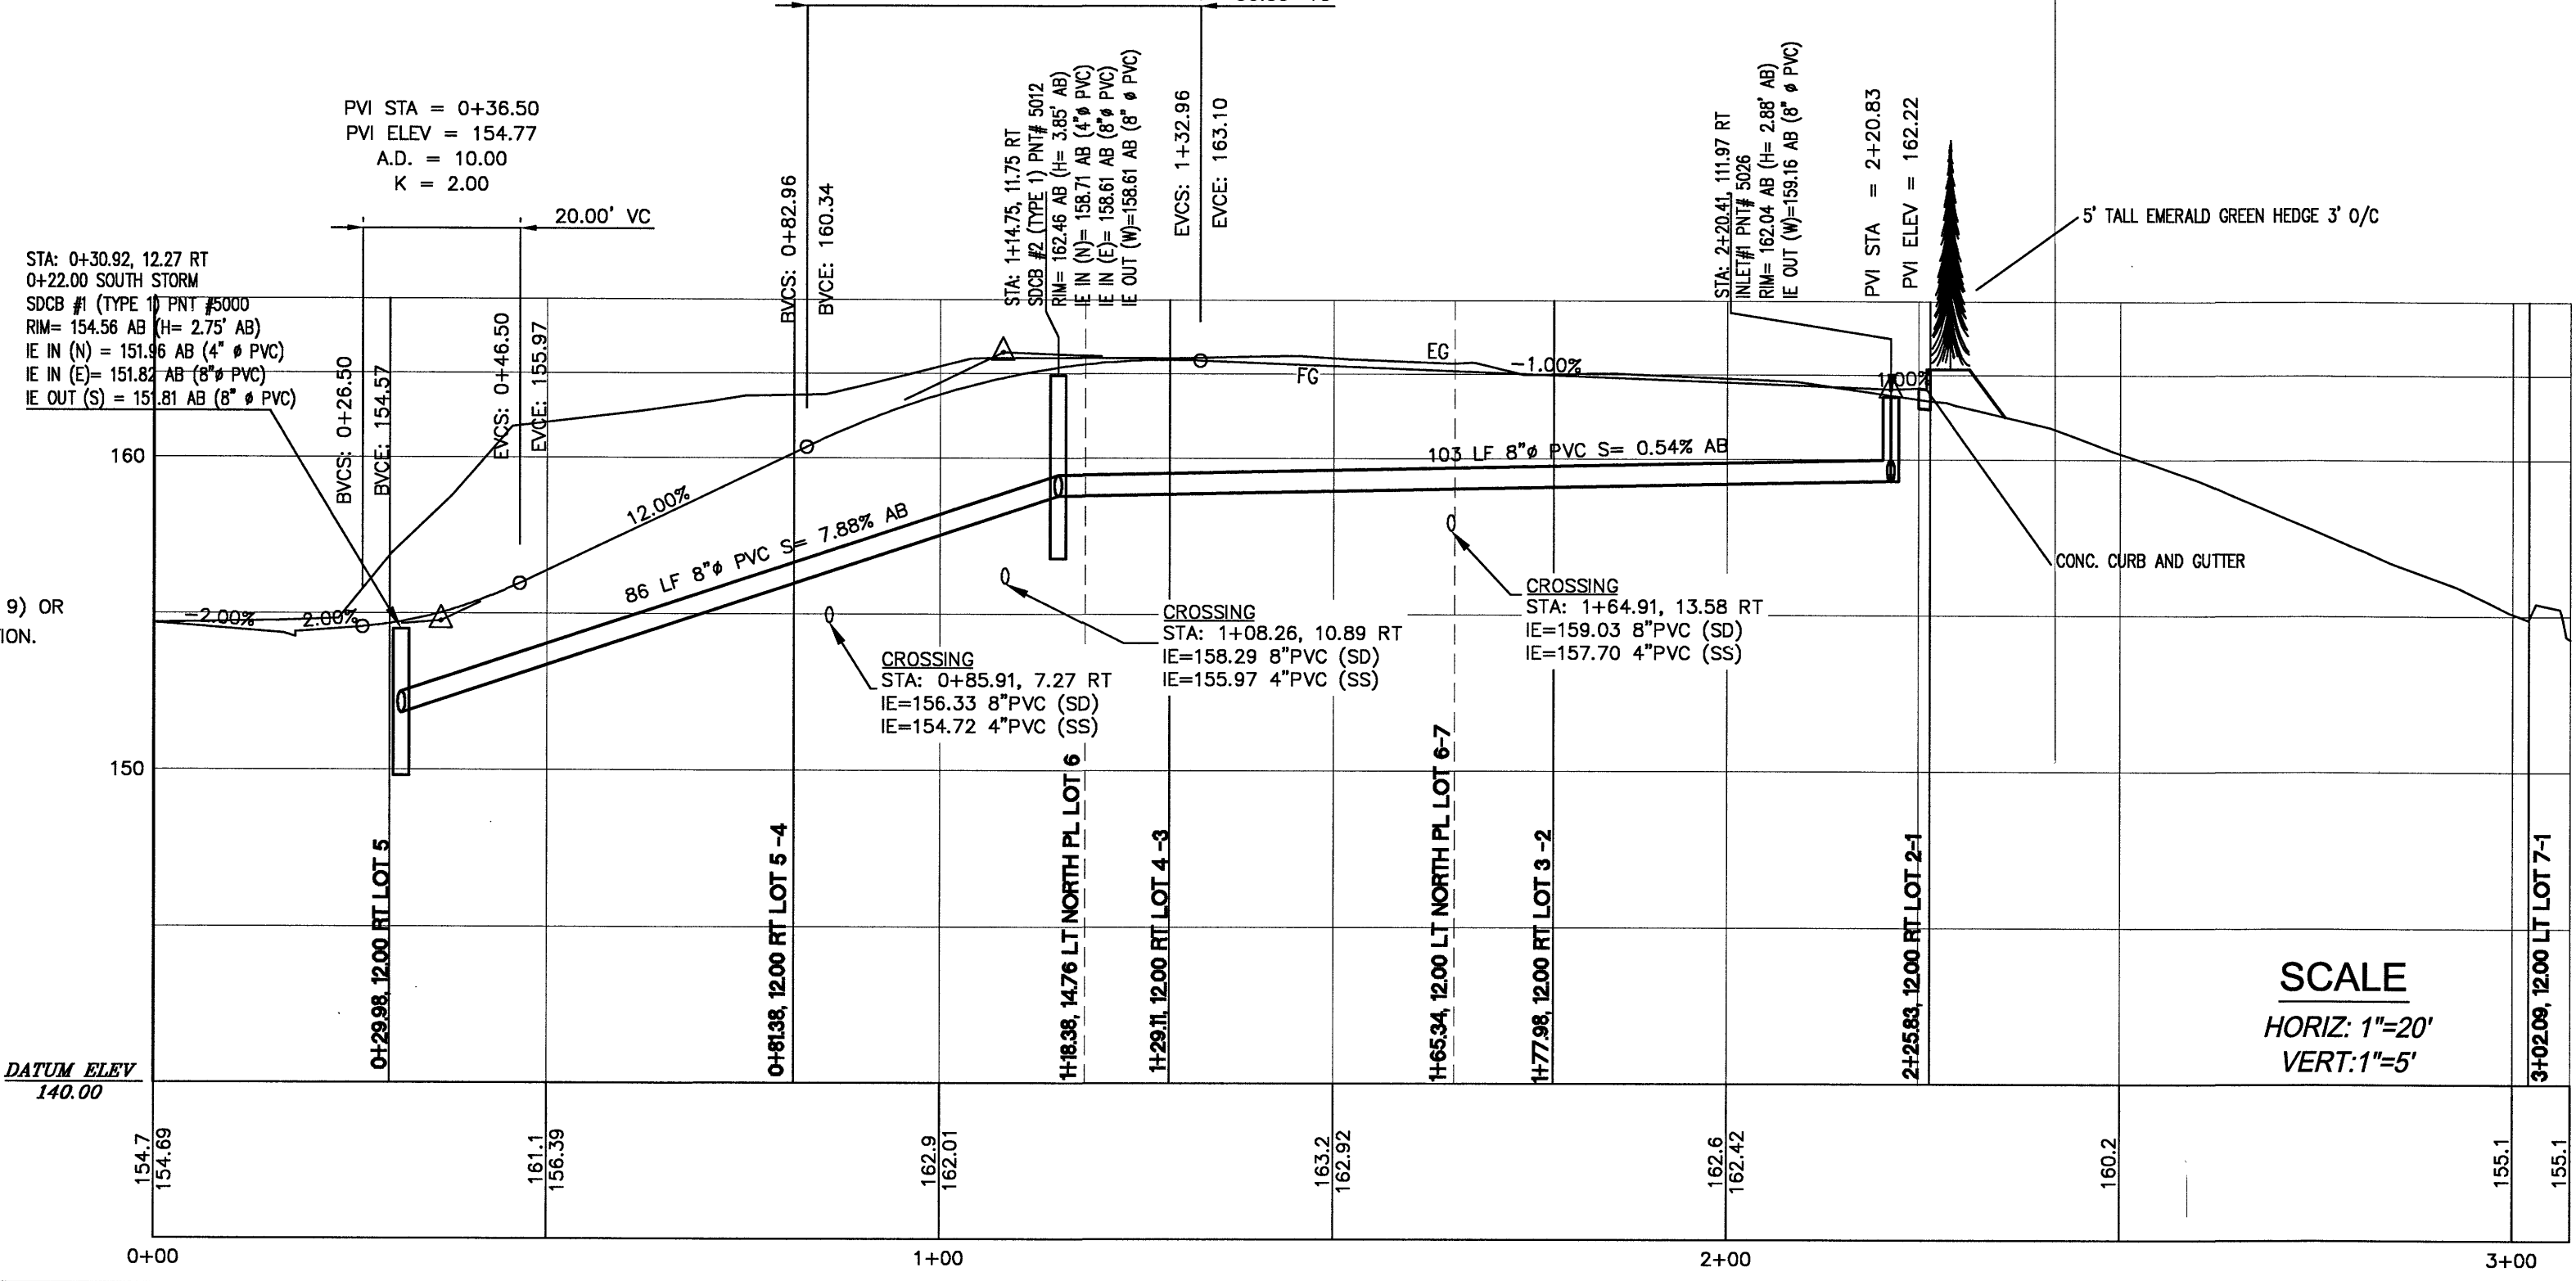 PVI STA = 0+36.50
PVI ELEV = 154.77
A.D. = 10.00
K = 2.00
20.00' VC
STA: 0+30.92, 12.27 RT
0+22.00 SOUTH STORM
SDCB #1 (TYPE 1) PNT #5000
RIM= 154.56 AB (H= 2.75' AB)
IE IN (N) = 151.96 AB (4" ø PVC)
IE IN (E)= 151.82 AB (8"ø PVC)
IE OUT (S) = 151.81 AB (8" ø PVC)
BVCS: 0+26.50
BVCE: 154.57
EVCS: 0+46.50
EVCE: 155.97
BVCS: 0+82.96
BVCE: 160.34
STA: 1+14.75, 11.75 RT
SDCB #2 (TYPE 1) PNT# 5012
RIM= 162.46 AB (H= 3.85' AB)
IE IN (N)= 158.71 AB (4"ø PVC)
IE IN (E)= 158.61 AB (8"ø PVC)
IE OUT (W)=158.61 AB (8" ø PVC)
EVCS: 1+32.96
EVCE: 163.10
STA: 2+20.41, 111.97 RT
INLET#1 PNT# 5026
RIM= 162.04 AB (H= 2.88' AB)
IE OUT (W)=159.16 AB (8" ø PVC)
PVI STA = 2+20.83
PVI ELEV = 162.22
5' TALL EMERALD GREEN HEDGE 3' O/C
EG
FG
-1.00%
1.00%
160
12.00%
103 LF 8"ø PVC S= 0.54% AB
86 LF 8"ø PVC S= 7.88% AB
CONC. CURB AND GUTTER
9) OR
ION.
-2.00%
2.00%
CROSSING
STA: 0+85.91, 7.27 RT
IE=156.33 8"PVC (SD)
IE=154.72 4"PVC (SS)
CROSSING
STA: 1+08.26, 10.89 RT
IE=158.29 8"PVC (SD)
IE=155.97 4"PVC (SS)
CROSSING
STA: 1+64.91, 13.58 RT
IE=159.03 8"PVC (SD)
IE=157.70 4"PVC (SS)
150
0+29.98, 12.00 RT LOT 5
0+81.38, 12.00 RT LOT 5 -4
1+18.38, 14.76 LT NORTH PL LOT 6
1+29.11, 12.00 RT LOT 4 -3
1+65.34, 12.00 LT NORTH PL LOT 6-7
1+77.98, 12.00 RT LOT 3 -2
2+25.83, 12.00 RT LOT 2-1
3+02.09, 12.00 LT LOT 7-1
SCALE
HORIZ: 1"=20'
VERT:1"=5'
DATUM ELEV
140.00
154.7
154.69
161.1
156.39
162.9
162.01
163.2
162.92
162.6
162.42
160.2
155.1
155.1
0+00
1+00
2+00
3+00